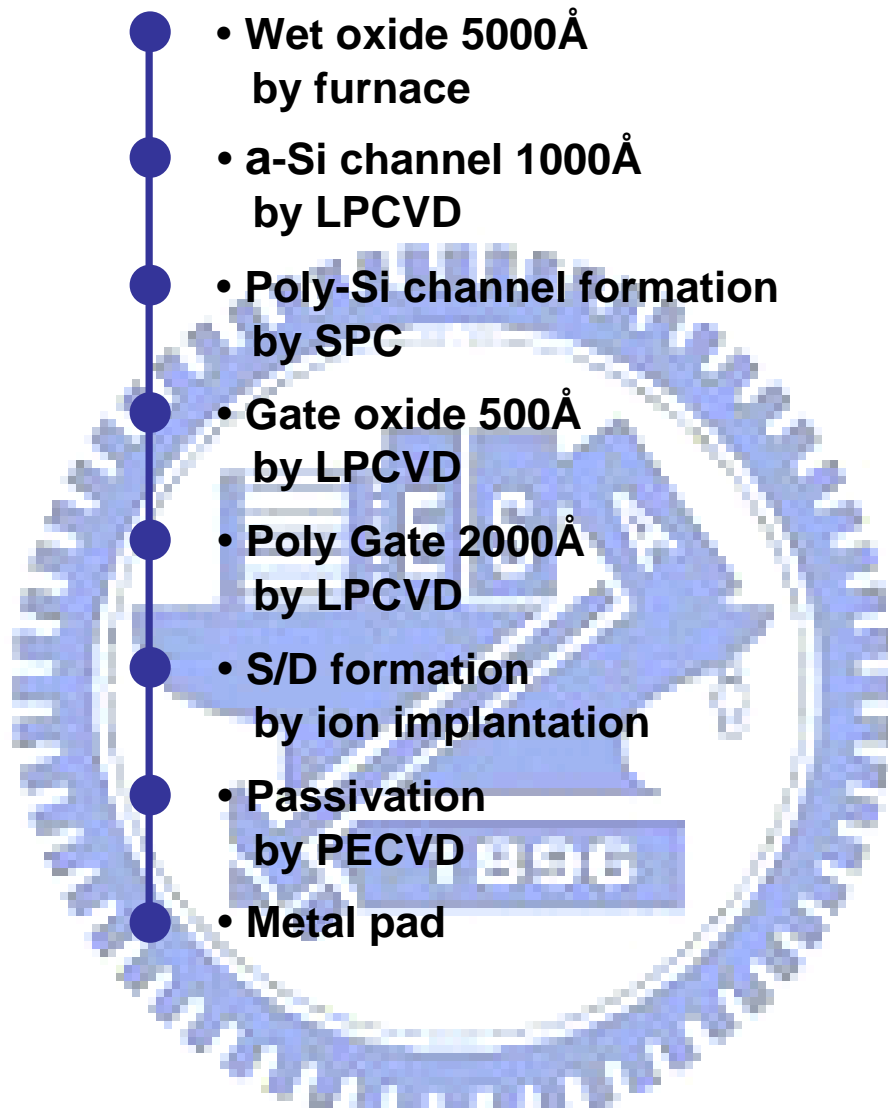 • Wet oxide 5000Å
by furnace
• a-Si channel 1000Å
by LPCVD
• Poly-Si channel formation
by SPC
• Gate oxide 500Å
by LPCVD
• Poly Gate 2000Å
by LPCVD
• S/D formation
by ion implantation
• Passivation
by PECVD
1896
• Metal pad